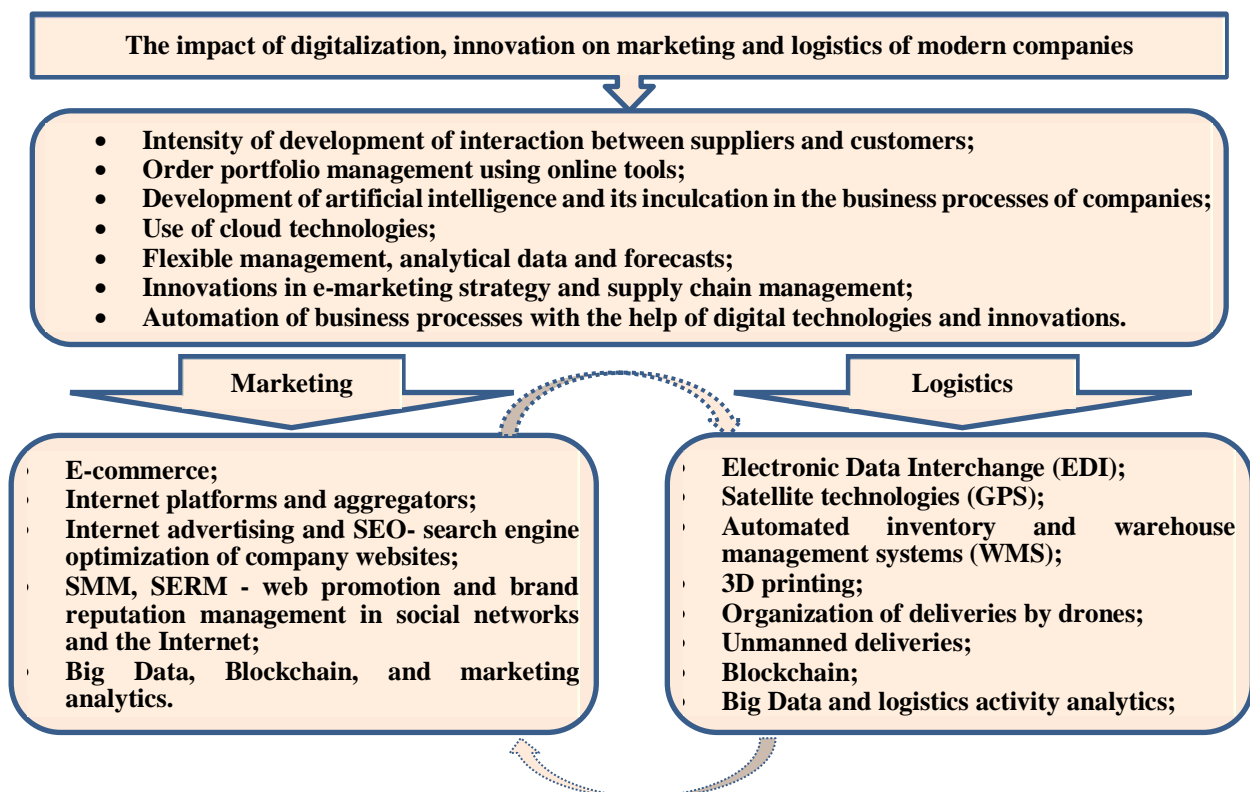 The impact of digitalization, innovation on marketing and logistics of modern companies
• Intensity of development of interaction between suppliers and customers;
• Order portfolio management using online tools;
• Development of artificial intelligence and its inculcation in the business processes of companies;
• Use of cloud technologies;
• Flexible management, analytical data and forecasts;
• Innovations in e-marketing strategy and supply chain management;
• Automation of business processes with the help of digital technologies and innovations.
Marketing
E-commerce;
Internet platforms and aggregators;
Internet advertising and SEO- search engine
optimization of company websites;
SMM, SERM - web promotion and brand
reputation management in social networks
and the Internet;
Big Data, Blockchain, and marketing
analytics.
Logistics
Electronic Data Interchange (EDI);
Satellite technologies (GPS);
Automated inventory and warehouse
management systems (WMS);
3D printing;
Organization of deliveries by drones;
Unmanned deliveries;
Blockchain;
Big Data and logistics activity analytics;